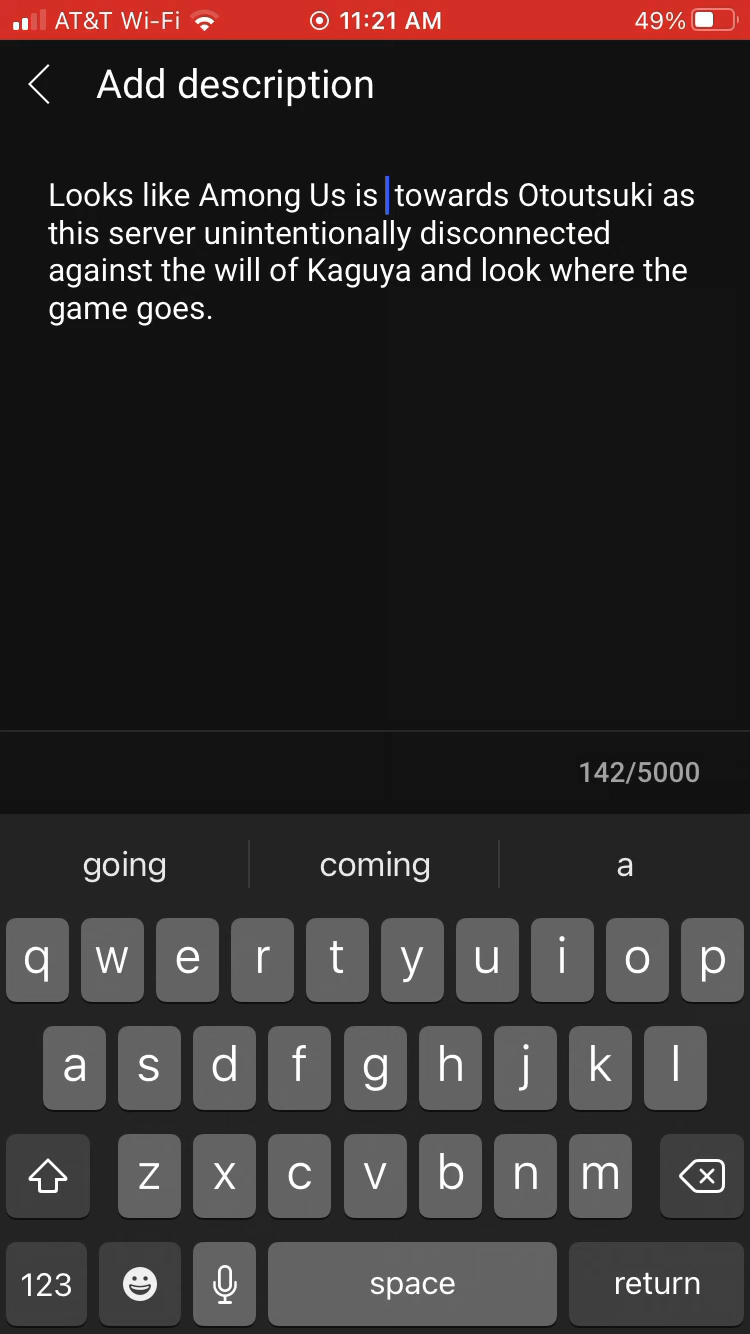 AT&T Wi-Fi 11:21 AM 49%
Add description
Looks like Among Us is towards Otoutsuki as
this server unintentionally disconnected
against the will of Kaguya and look where the
game goes.
142/5000
going coming a
q w e r t y u i o p
a s d f g h j k l
z x c v b n m
123 space return